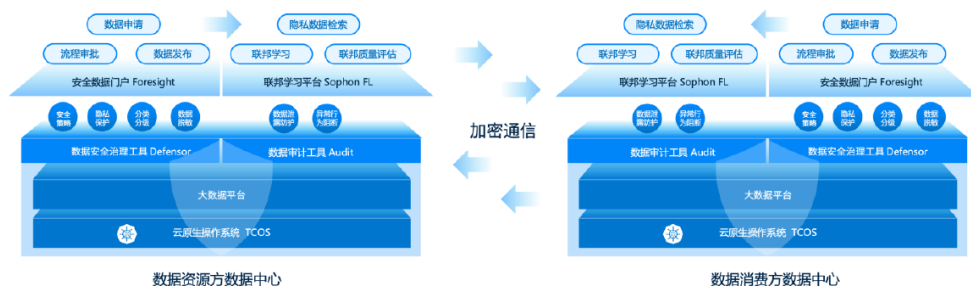 数据申请
隐私数据检索
流程审批
数据发布
联邦学习
联邦质量评估
安全数据门户 Foresight
联邦学习平台 Sophon FL
安全
策略
隐私
保护
分类
分级
数据
脱敏
数据泄
露防护
异常行
为阻断
数据安全治理工具 Defensor
数据审计工具 Audit
大数据平台
云原生操作系统 TCOS
数据资源方数据中心
加密通信
隐私数据检索
数据申请
联邦学习
联邦质量评估
流程审批
数据发布
联邦学习平台 Sophon FL
安全数据门户 Foresight
数据泄
露防护
异常行
为阻断
安全
策略
隐私
保护
分类
分级
数据
脱敏
数据审计工具 Audit
数据安全治理工具 Defensor
大数据平台
云原生操作系统 TCOS
数据消费方数据中心